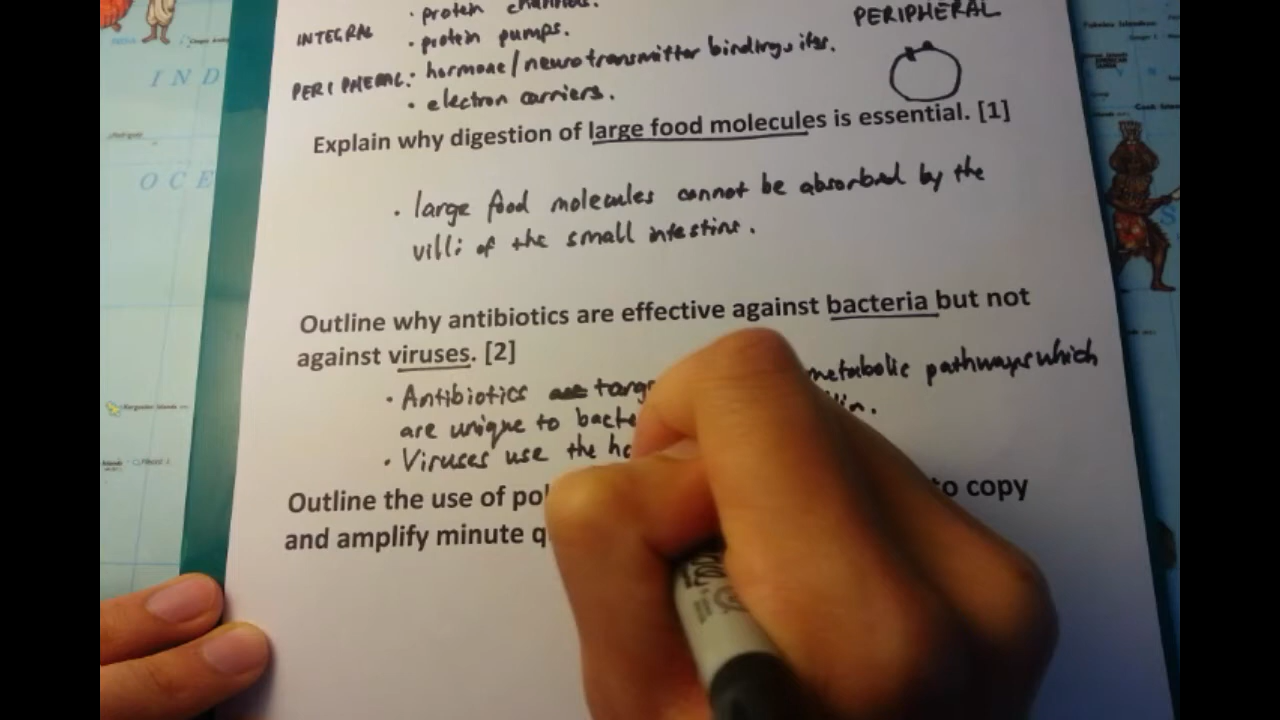 · protein channels.
INTEGRAL
· protein pumps.
PERIPHERAL
PERIPHERAL: · hormone/neurotransmitter binding sites.
· electron carriers.
Explain why digestion of large food molecules is essential. [1]
· large food molecules cannot be absorbed by the
villi of the small intestine.
Outline why antibiotics are effective against bacteria but not
against viruses. [2]
· Antibiotics metabolic pathways which
are unique to
· Viruses use the
Outline the use of to copy
and amplify minute
IND
OCE